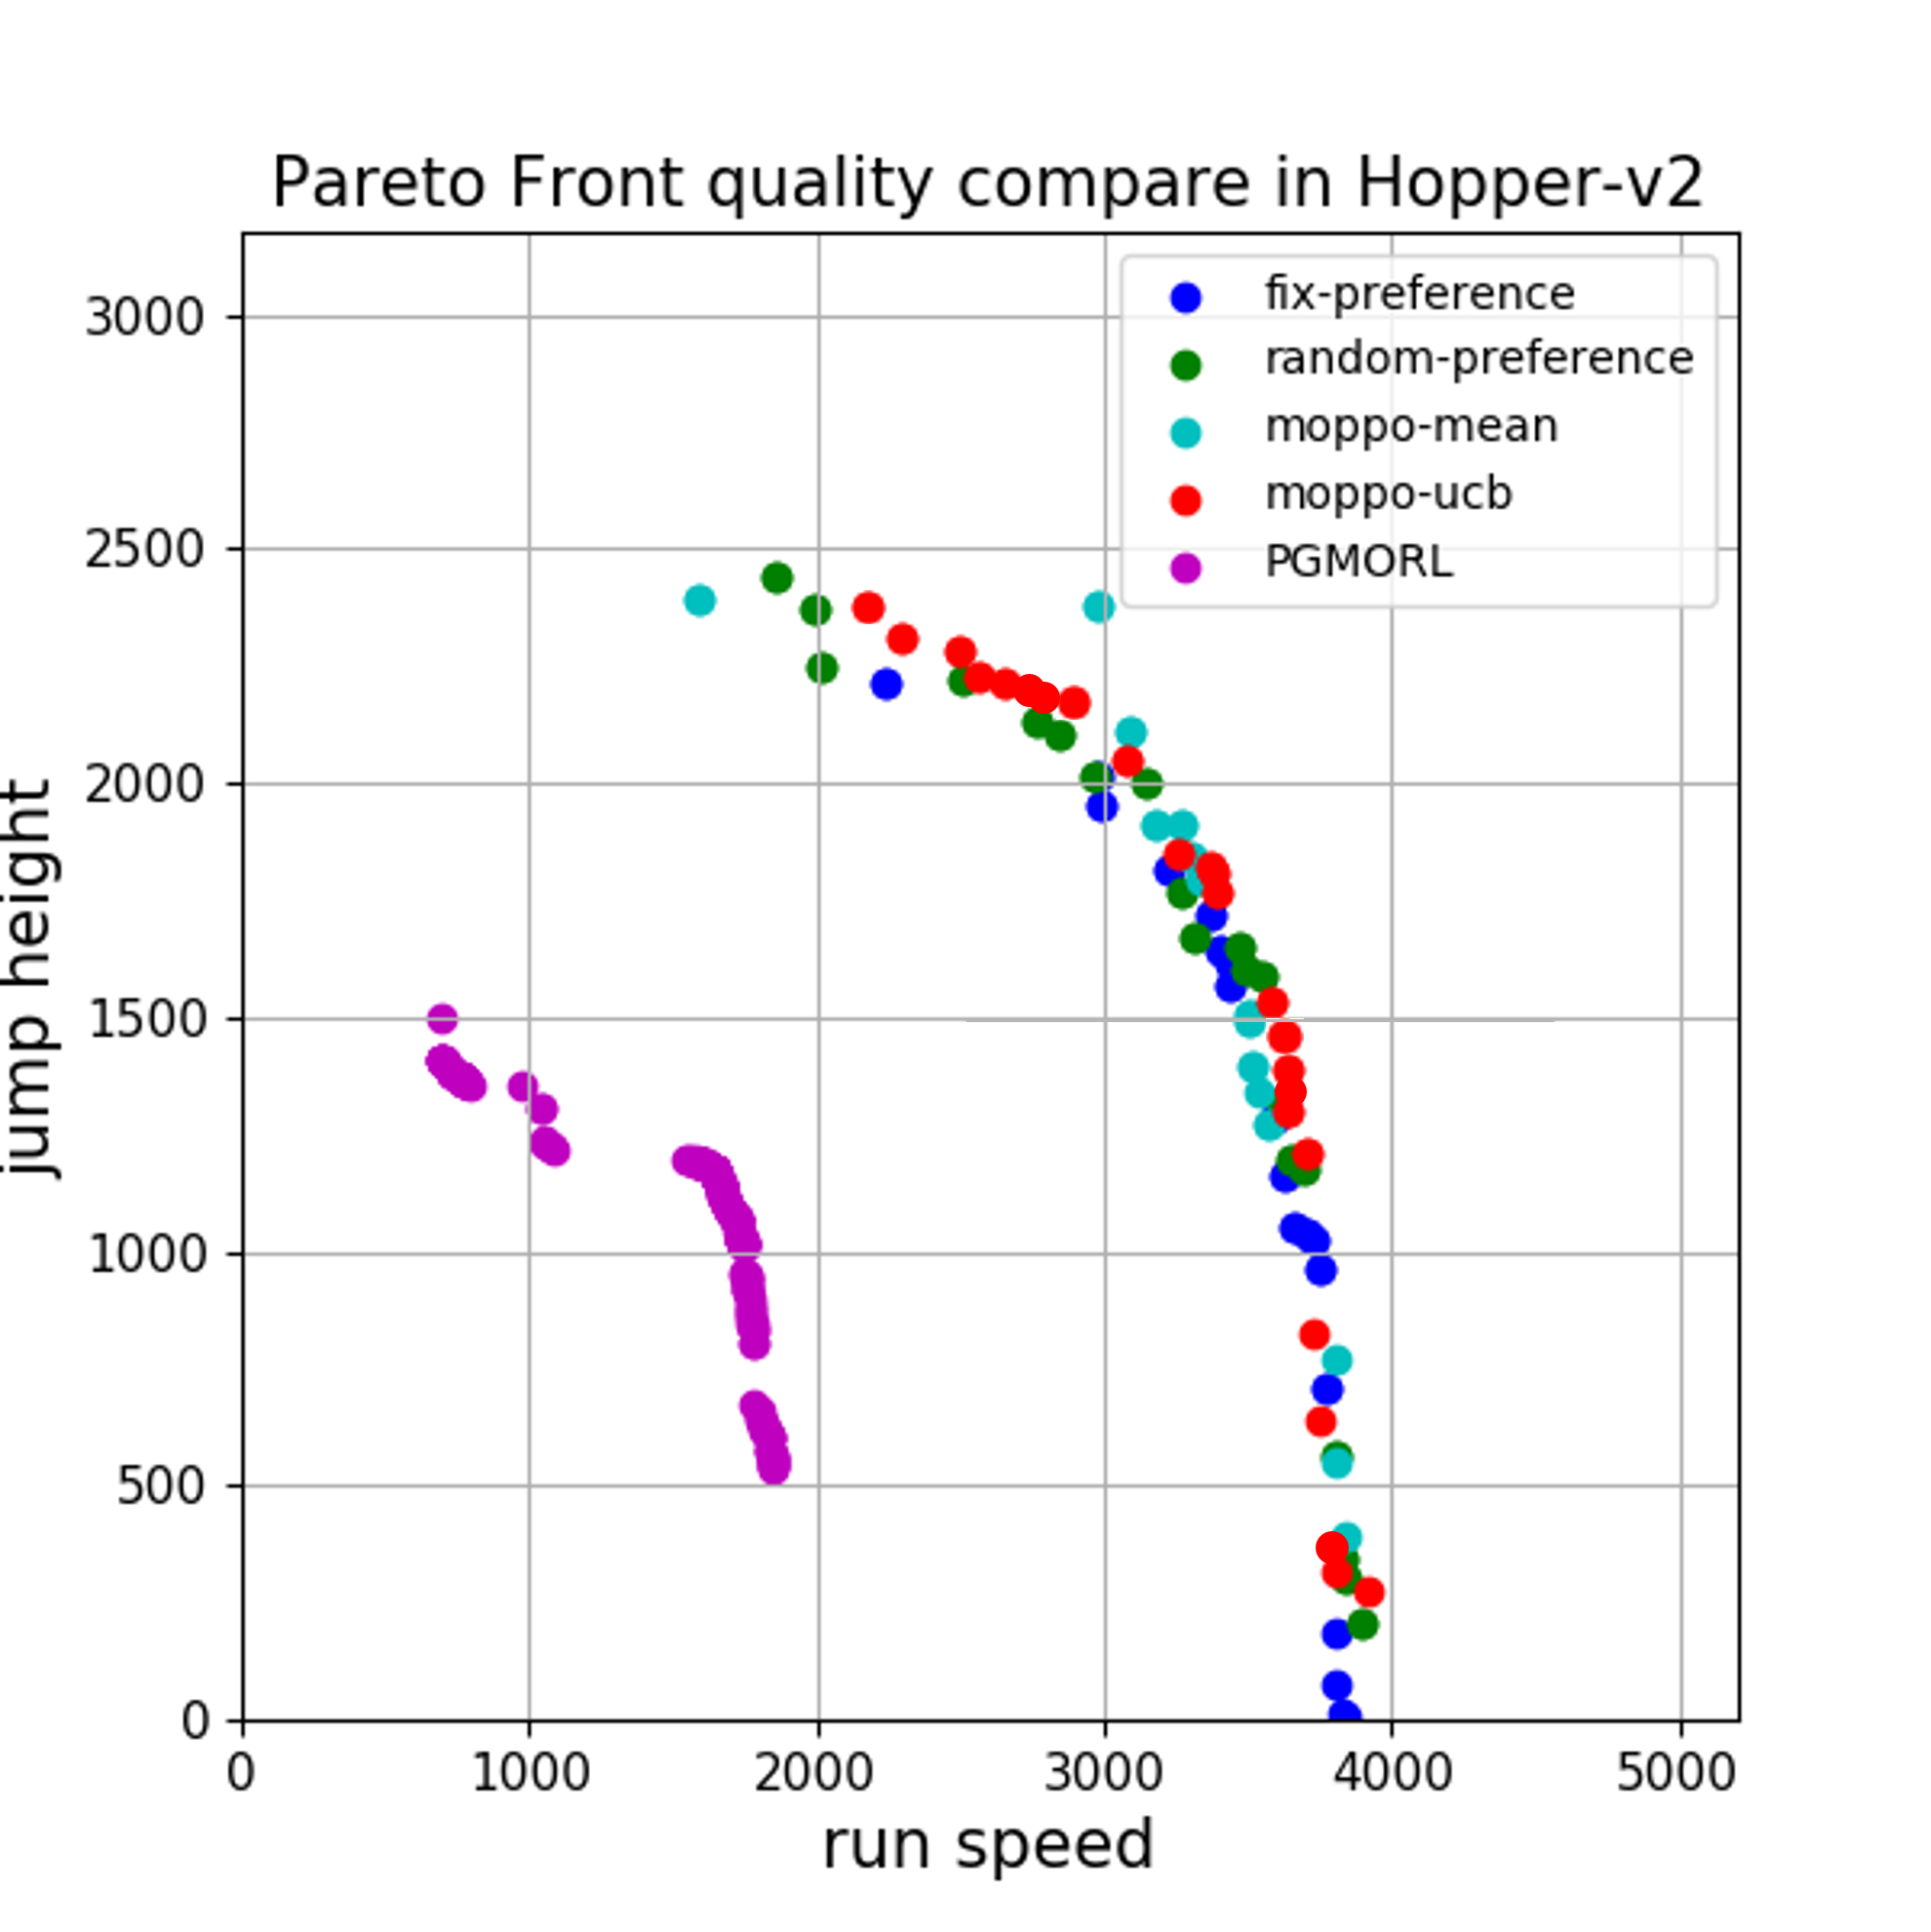 Pareto Front quality compare in Hopper-v2
fix-preference
random-preference
moppo-mean
moppo-ucb
PGMORL
3000
2500
2000
1500
1000
500
0
jump height
0 1000 2000 3000 4000 5000
run speed